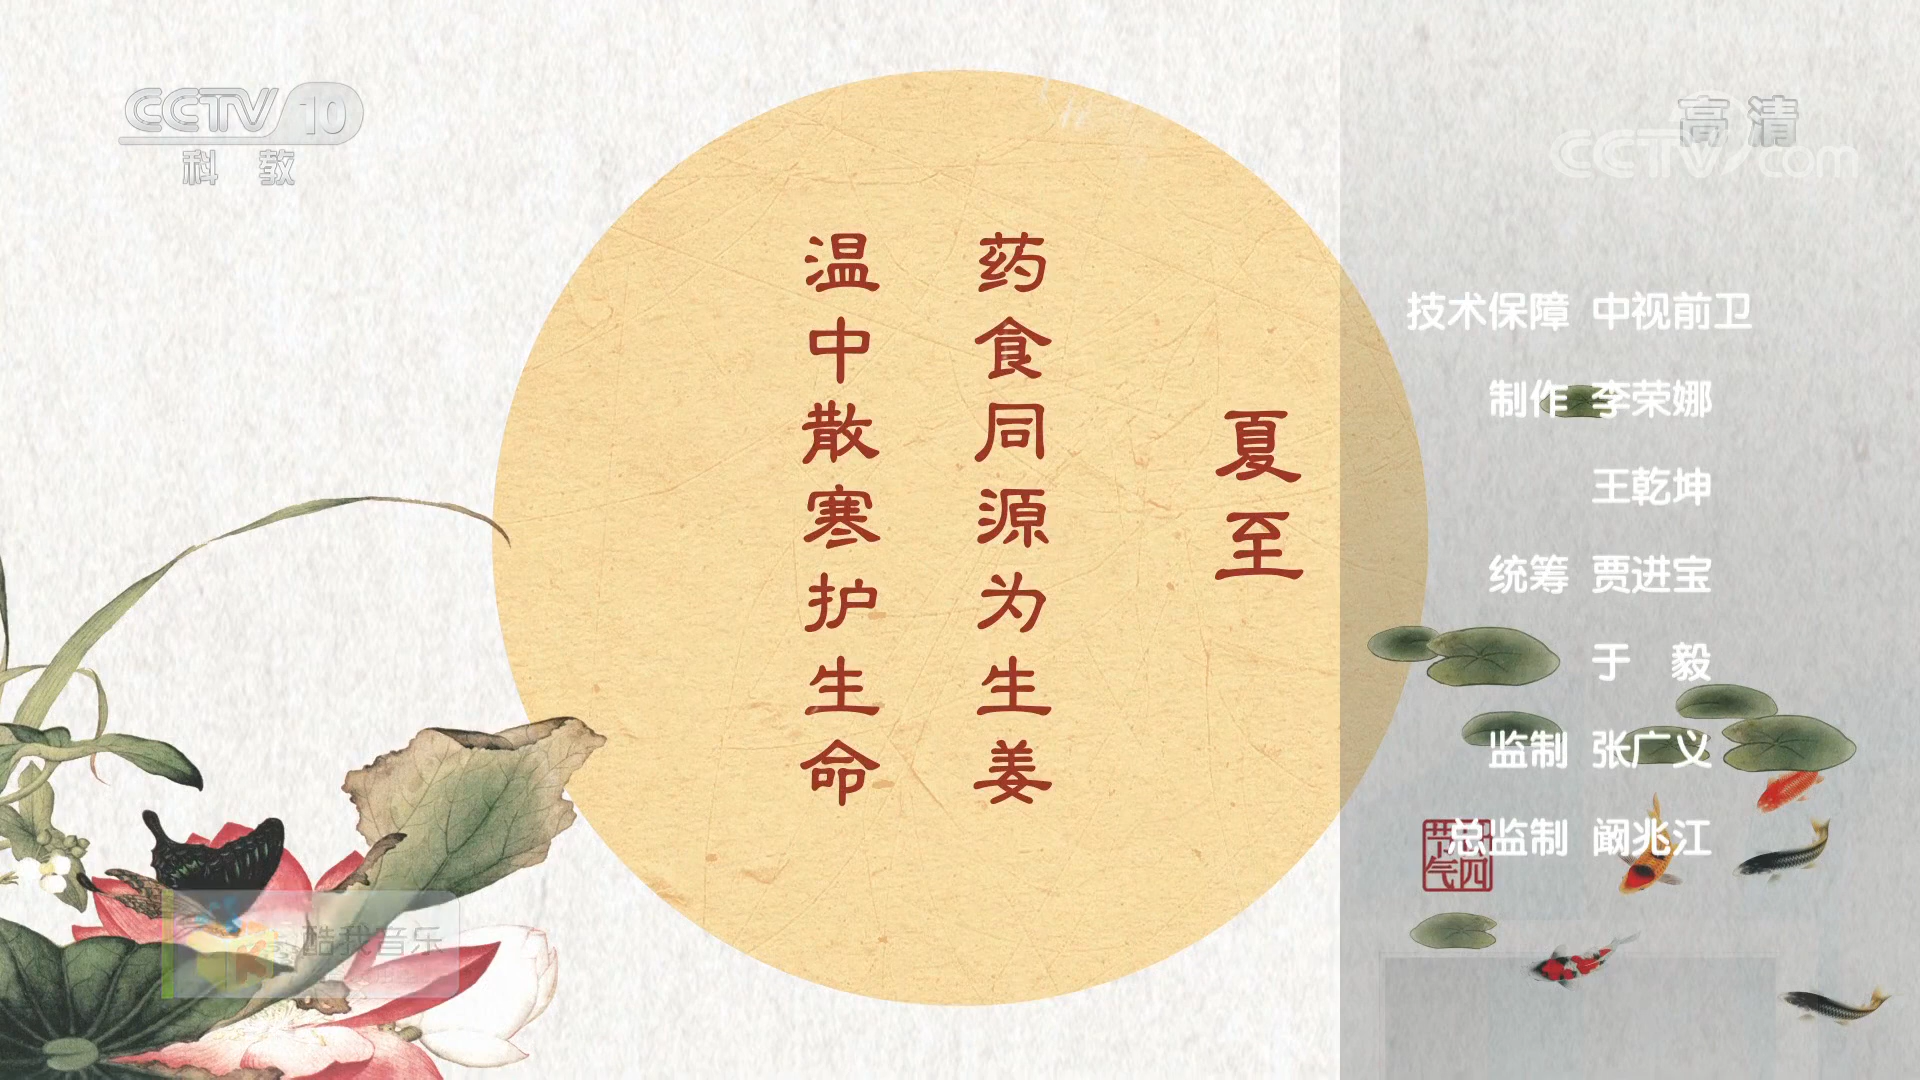 CCTV 10
科教
高清
CCTV.com
夏至
药食同源为生姜
温中散寒护生命
技术保障 中视前卫
制作 李荣娜
王乾坤
统筹 贾进宝
于毅
监制 张广义
总监制 阚兆江
节气
酷我音乐